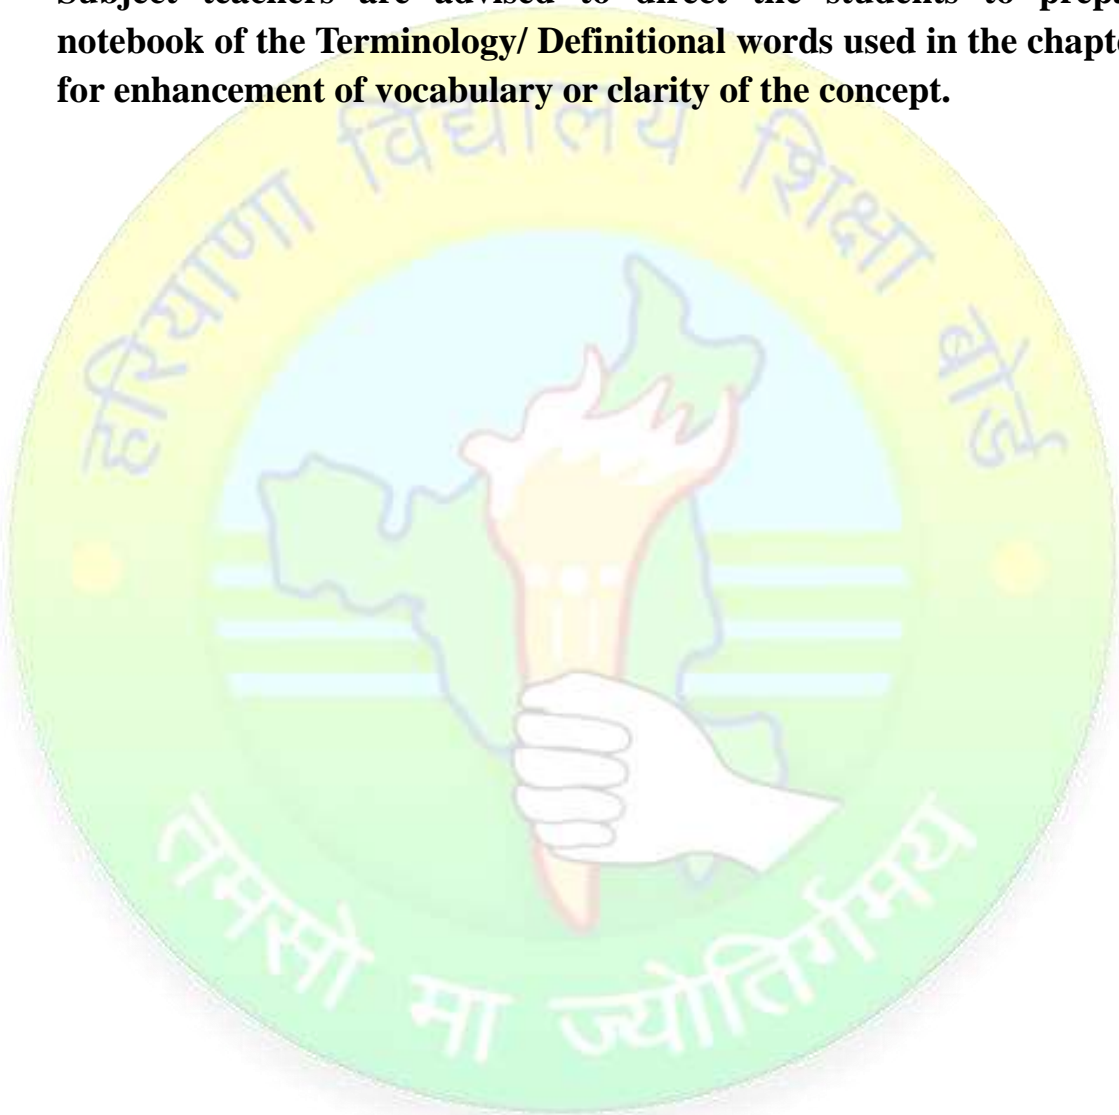 Subject teachers are advised to direct the students to
notebook of the Terminology/ Definitional words used in the
for enhancement of vocabulary or clarity of the concept.
हरियाणा विद्यालय शिक्षा बोर्ड
तमसो मा ज्योतिर्गमय